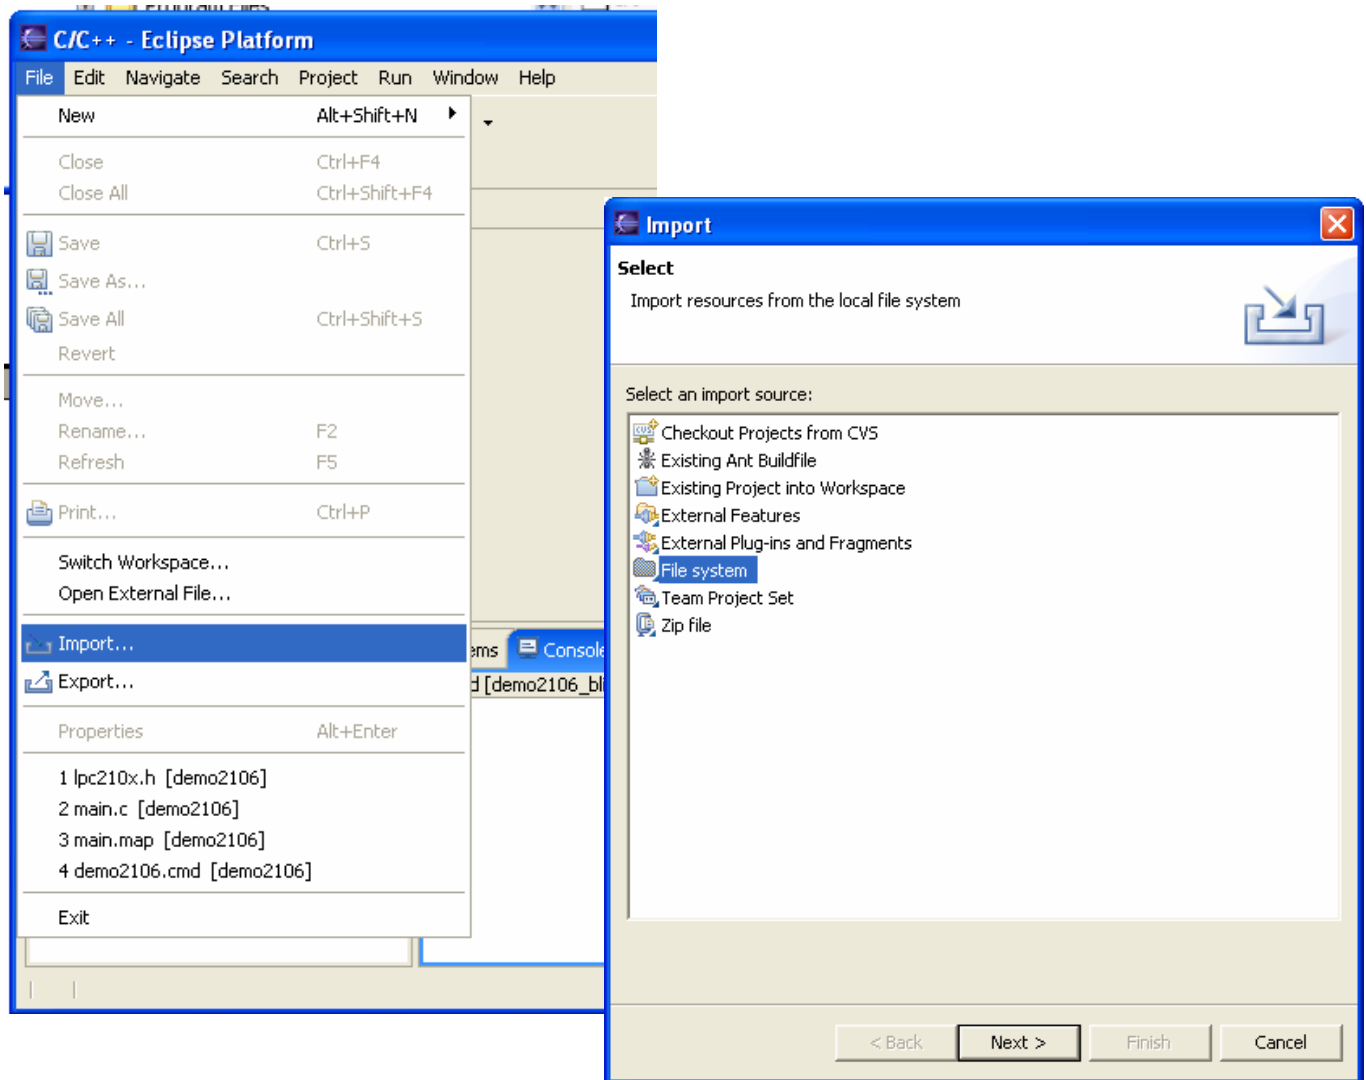 Program Files
C/C++ - Eclipse Platform
File Edit Navigate Search Project Run Window Help
New Alt+Shift+N
Close Ctrl+F4
Close All Ctrl+Shift+F4
Save Ctrl+S
Save As...
Save All Ctrl+Shift+S
Revert
Move...
Rename... F2
Refresh F5
Print... Ctrl+P
Switch Workspace...
Open External File...
Import...
Export...
Properties Alt+Enter
1 lpc210x.h [demo2106]
2 main.c [demo2106]
3 main.map [demo2106]
4 demo2106.cmd [demo2106]
Exit
ems Console
d [demo2106_bli
Import
Select
Import resources from the local file system
Select an import source:
CVS Checkout Projects from CVS
Existing Ant Buildfile
Existing Project into Workspace
External Features
External Plug-ins and Fragments
File system
Team Project Set
Zip file
< Back Next > Finish Cancel